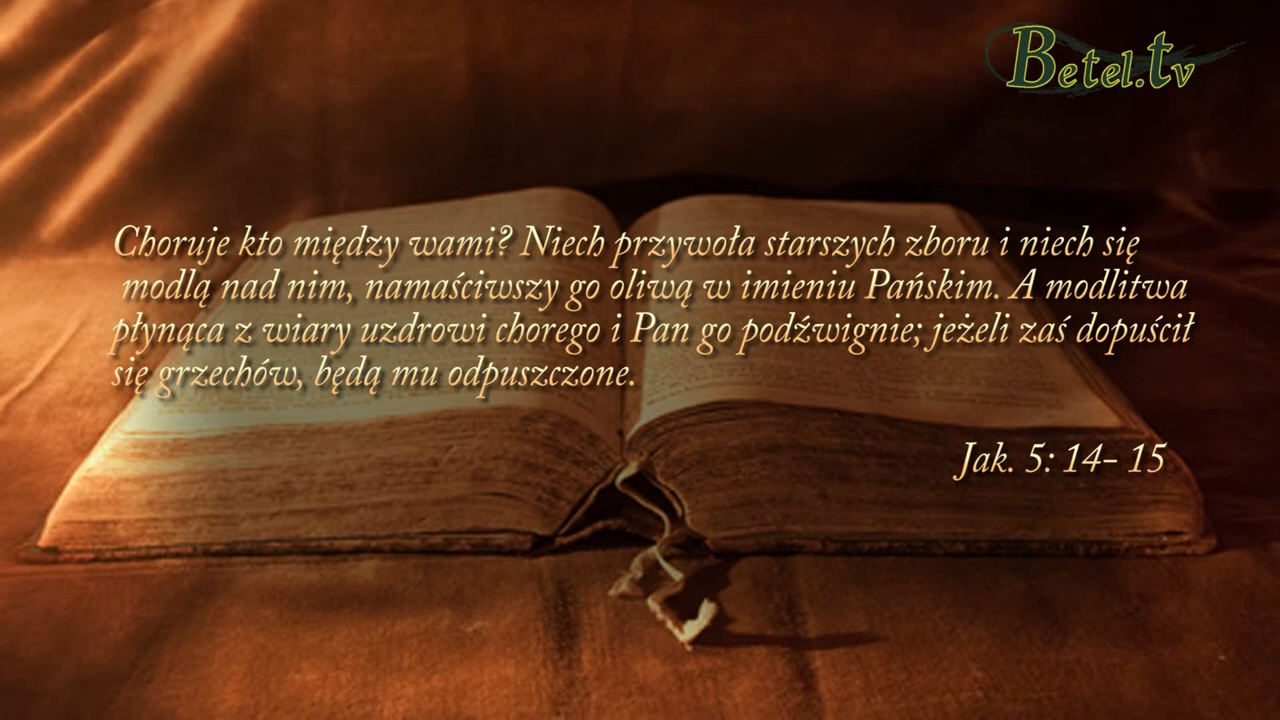 Betel.tv
Choruje kto między wami? Niech przywoła starszych zboru i niech się
modlą nad nim, namaściwszy go oliwą w imieniu Pańskim. A modlitwa
płynąca z wiary uzdrowi chorego i Pan go podźwignie; jeżeli zaś dopuścił
się grzechów, będą mu odpuszczone.
Jak. 5: 14- 15